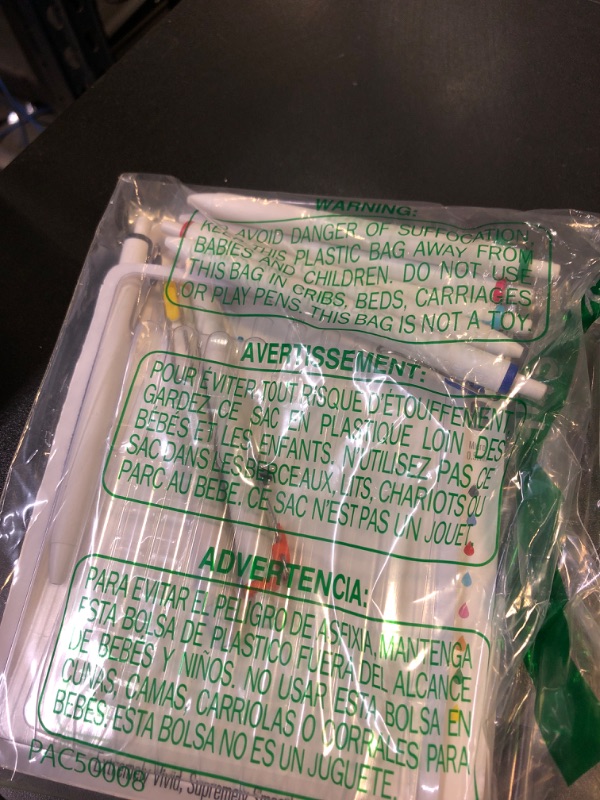 WARNING:
AVOID DANGER OF SUFFOCATION,
THIS PLASTIC BAG AWAY FROM
BABIES AND CHILDREN. DO NOT USE
THIS BAG IN CRIBS, BEDS, CARRIAGES
OR PLAY PENS. THIS BAG IS NOT A TOY.
AVERTISSEMENT:
POUR ÉVITER TOUT RISQUE D'ÉTOUFFEMENT
GARDEZ CE SAC EN PLASTIQUE LOIN DES
BÉBÉS ET LES ENFANTS. N'UTILISEZ PAS CE
SAC DANS LES BERCEAUX, LITS, CHARIOTS OU
PARC AU BÉBÉ. CE SAC N'EST PAS UN JOUET.
ADVERTENCIA:
PARA EVITAR EL PELIGRO DE ASFIXIA, MANTENGA
ESTA BOLSA DE PLASTICO FUERA DEL ALCANCE
DE BEBES Y NIÑOS. NO USAR ESTA BOLSA EN
CUNAS, CAMAS, CARRIOLAS O CORRALES PARA
BEBES. ESTA BOLSA NO ES UN JUGUETE.
PAC50008
Vivid, Supremely